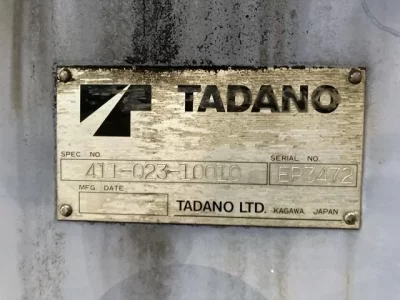 TADANO
SPEC NO. SERIAL NO.
411-023-10010 EP3472
MFG. DATE
TADANO LTD. KAGAWA JAPAN